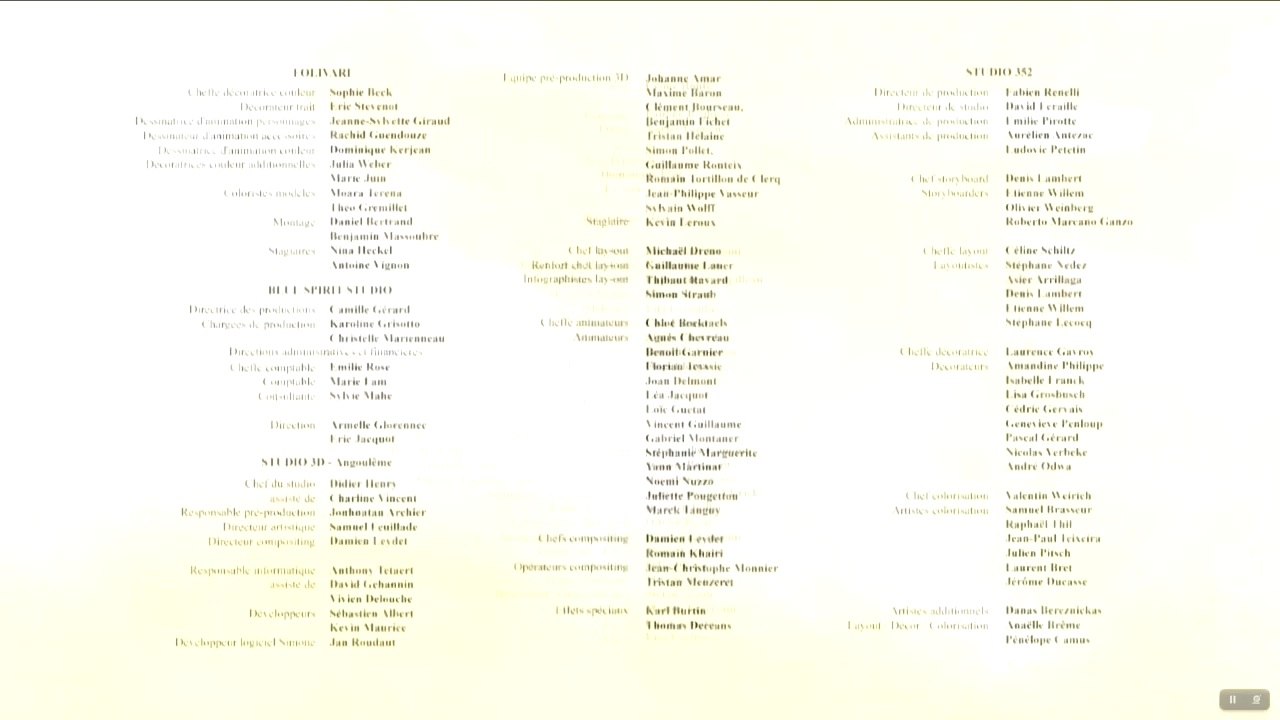 FOLIVARI
Cheffe décoratrice couleur Sophie Beck
Décorateur trait Eric Stevenot
Dessinatrice d'animation personnages Jeanne-Sylvette Giraud
Dessinateur d'animation accessoires Rachid Guendouze
Dessinatrice d'animation couleur Dominique Kerjean
Décoratrices couleur additionnelles Julia Weber
Marie Juin
Coloristes modèles Moara Terena
Théo Gremillet
Montage Daniel Bertrand
Benjamin Massoubre
Stagiaires Nina Heckel
Antoine Vignon
BLUE SPIRIT STUDIO
Directrice des productions Camille Gérard
Chargées de production Karoline Grisotto
Christelle Marienneau
Directions administratives et financières
Cheffe comptable Emilie Rose
Comptable Marie Lam
Consultante Sylvie Mahé
Direction Armelle Glorennec
Eric Jacquot
STUDIO 3D - Angoulême
Chef du studio Didier Henry
assisté de Charline Vincent
Responsable pré-production Jonhnatan Archier
Directeur artistique Samuel Feuillade
Directeur compositing Damien Leydet
Responsable informatique Anthony Tétaert
assisté de David Gehannin
Vivien Delouche
Développeurs Sébastien Albert
Kevin Maurice
Développeur logiciel Simone Jan Roudaut
Equipe pré-production 3D Johanne Amar
Maxime Baron
Clément Bourseau,
Benjamin Fichet
Tristan Helaine
Simon Pollet,
Guillaume Ronteix
Romain Tortillon de Clerq
Jean-Philippe Vasseur
Sylvain Wolff
Stagiaire Kevin Leroux
Chef lay-out Michaël Dreno
Renfort chef lay-out Guillaume Lauer
Infographistes lay-out Thibaut Ravard
Simon Straub
Cheffe animateurs Chloé Bocktaels
Animateurs Agnès Chevreau
Benoit Garnier
Florian Tessie
Joan Delmont
Léa Jacquot
Loïc Guetat
Vincent Guillaume
Gabriel Montaner
Stéphanie Marguerite
Yann Martinat
Noemi Nuzzo
Juliette Pougetton
Marek Tanguy
Chefs compositing Damien Leydet
Romain Khairi
Opérateurs compositing Jean-Christophe Monnier
Tristan Menzeret
Effets spéciaux Karl Burtin
Thomas Deceans
STUDIO 352
Directeur de production Fabien Renelli
Directeur de studio David Feraille
Administratrice de production Emilie Pirotte
Assistants de production Aurélien Antezac
Ludovic Petetin
Chef storyboard Denis Lambert
Storyboarders Etienne Willem
Olivier Weinberg
Roberto Marcano Ganzo
Cheffe layout Céline Schiltz
Layoutistes Stéphane Nedez
Asier Arrillaga
Denis Lambert
Etienne Willem
Stéphane Lecocq
Cheffe décoratrice Laurence Gavroy
Décorateurs Amandine Philippe
Isabelle Franck
Lisa Grosbusch
Cédric Gervais
Geneviève Penloup
Pascal Gérard
Nicolas Verbeke
André Odwa
Chef colorisation Valentin Weirich
Artistes colorisation Samuel Brasseur
Raphaël Thil
Jean-Paul Teixeira
Julien Pitsch
Laurent Bret
Jérôme Ducasse
Artistes additionnels Danas Bereznickas
Layout Décor Colorisation Anaëlle Brême
Pénélope Camus